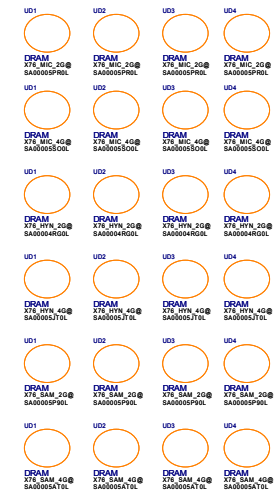 UD1 UD2 UD3 UD4
DRAM DRAM DRAM DRAM
X76_MIC_2G@ X76_MIC_2G@ X76_MIC_2G@ X76_MIC_2G@
SA00005PR0L SA00005PR0L SA00005PR0L SA00005PR0L
UD1 UD2 UD3 UD4
DRAM DRAM DRAM DRAM
X76_MIC_4G@ X76_MIC_4G@ X76_MIC_4G@ X76_MIC_4G@
SA00005SO0L SA00005SO0L SA00005SO0L SA00005SO0L
UD1 UD2 UD3 UD4
DRAM DRAM DRAM DRAM
X76_HYN_2G@ X76_HYN_2G@ X76_HYN_2G@ X76_HYN_2G@
SA00004RG0L SA00004RG0L SA00004RG0L SA00004RG0L
UD1 UD2 UD3 UD4
DRAM DRAM DRAM DRAM
X76_HYN_4G@ X76_HYN_4G@ X76_HYN_4G@ X76_HYN_4G@
SA00005JT0L SA00005JT0L SA00005JT0L SA00005JT0L
UD1 UD2 UD3 UD4
DRAM DRAM DRAM DRAM
X76_SAM_2G@ X76_SAM_2G@ X76_SAM_2G@ X76_SAM_2G@
SA00005P90L SA00005P90L SA00005P90L SA00005P90L
UD1 UD2 UD3 UD4
DRAM DRAM DRAM DRAM
X76_SAM_4G@ X76_SAM_4G@ X76_SAM_4G@ X76_SAM_4G@
SA00005AT0L SA00005AT0L SA00005AT0L SA00005AT0L